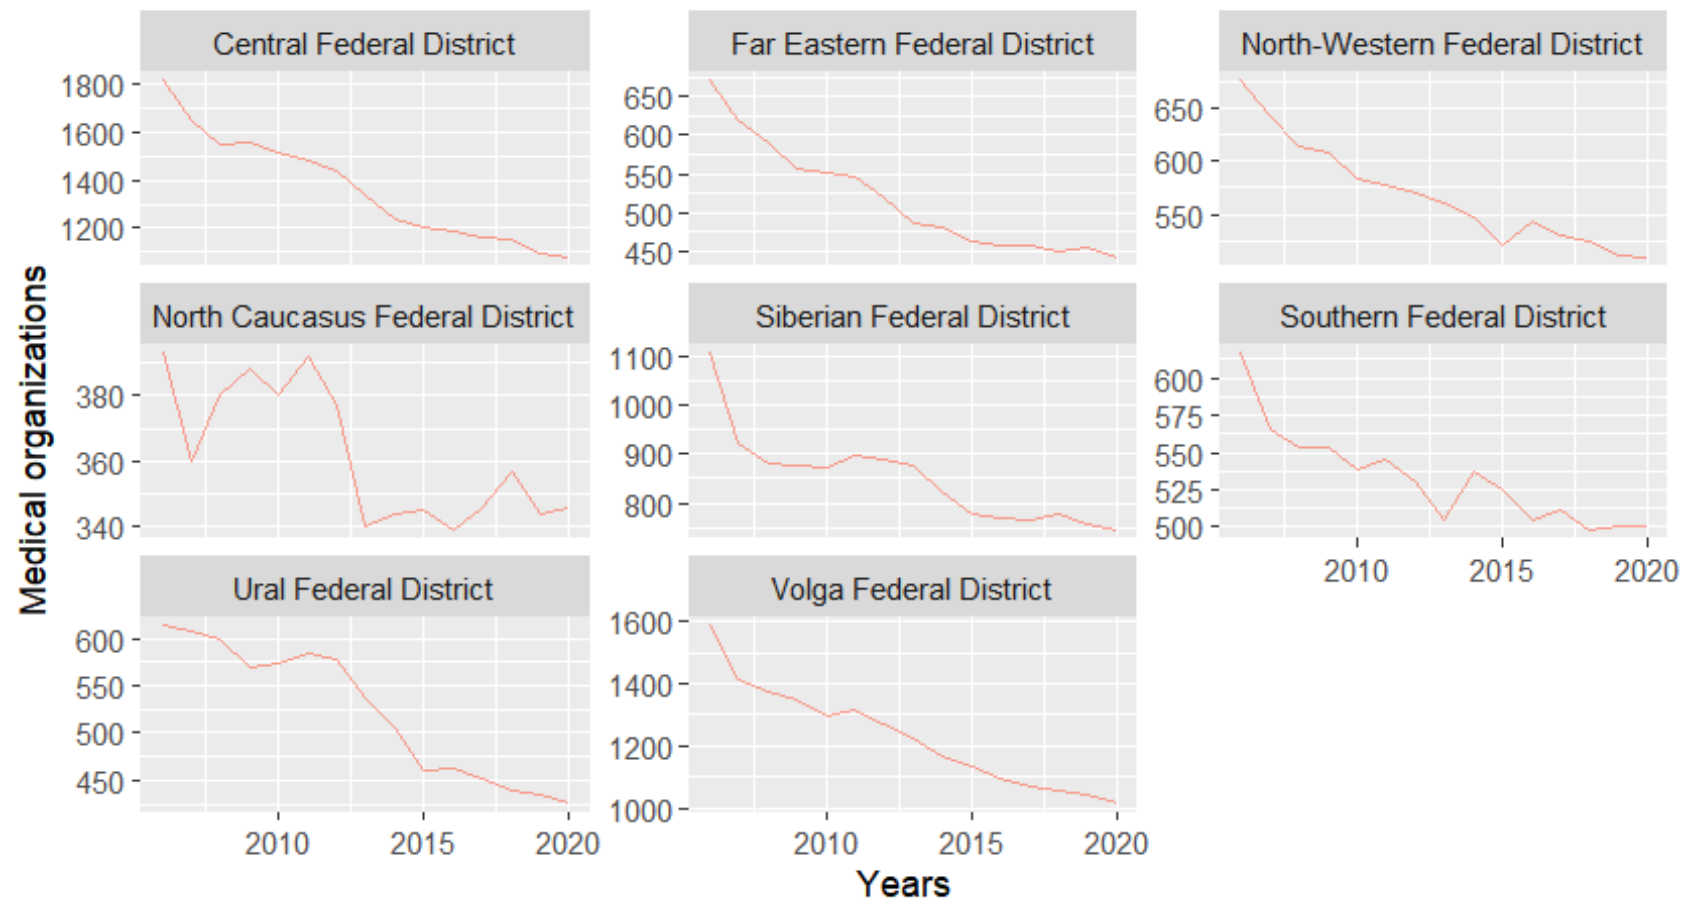 Central Federal District
Far Eastern Federal District
North-Western Federal District
1800
1600
1400
1200
650
600
550
500
450
650
600
550
North Caucasus Federal District
Siberian Federal District
Southern Federal District
380
360
340
1100
1000
900
800
600
575
550
525
500
2010 2015 2020
Ural Federal District
Volga Federal District
600
550
500
450
1600
1400
1200
1000
2010 2015 2020
2010 2015 2020
Medical organizations
Years